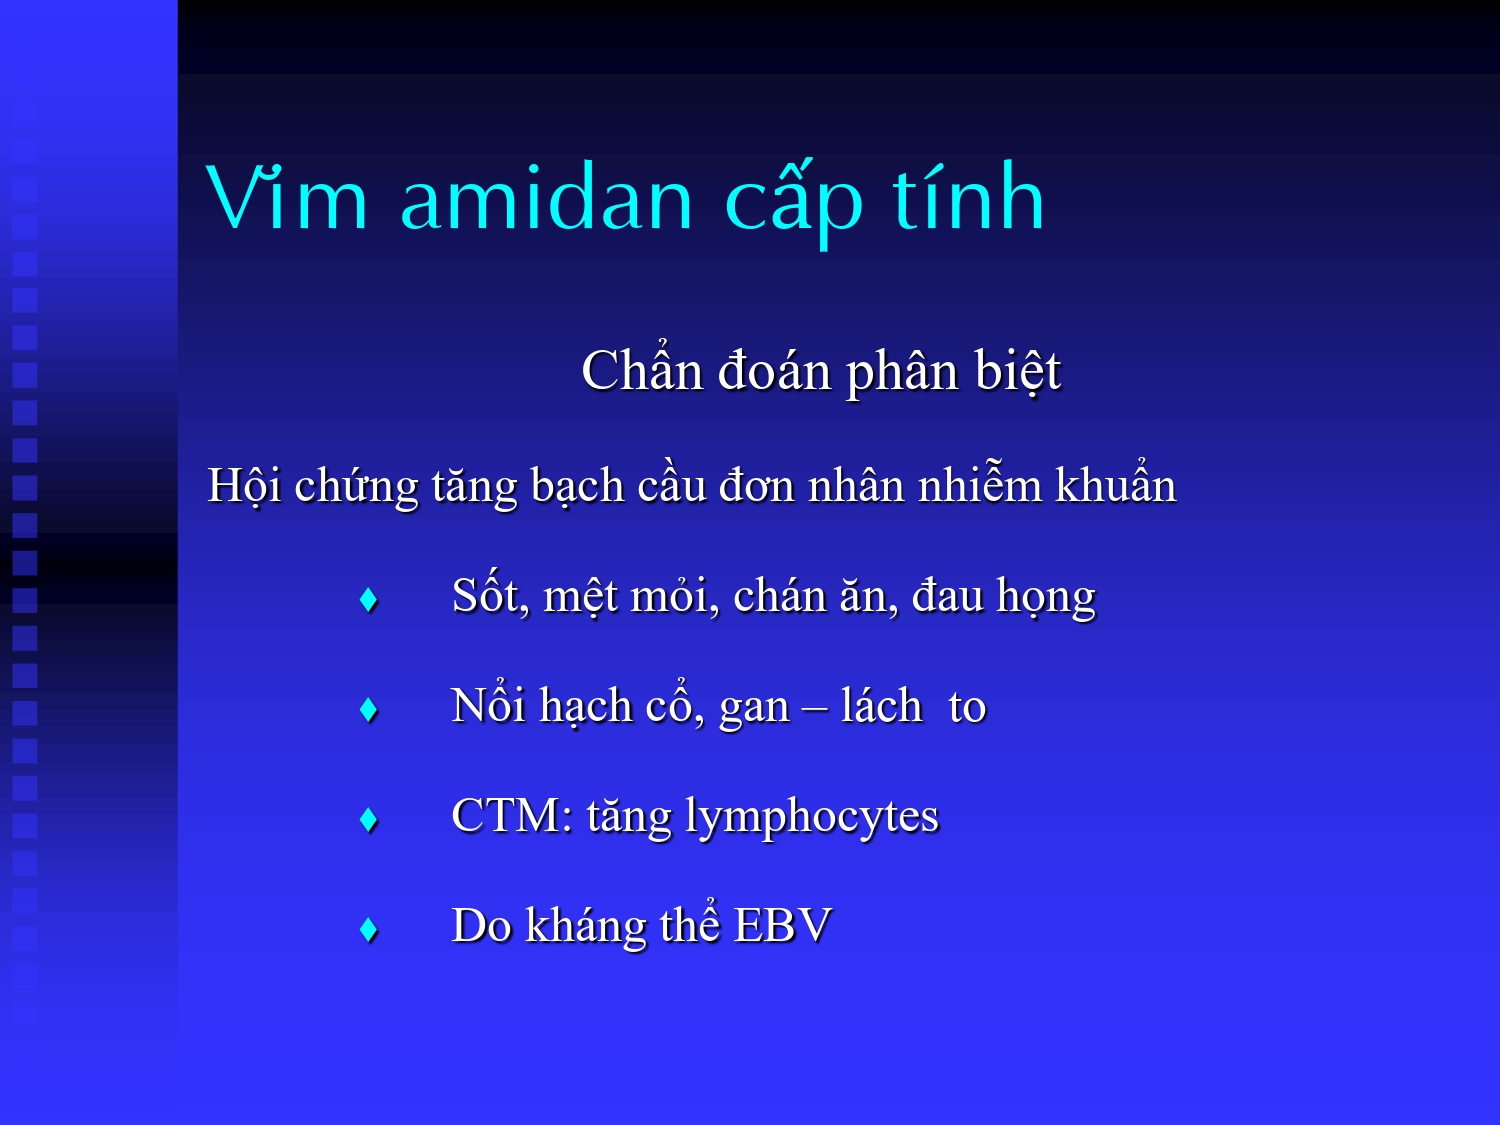 Vĩm amidan cấp tính
Chẩn đoán phân biệt
Hội chứng tăng bạch cầu đơn nhân nhiễm khuẩn
Sốt, mệt mỏi, chán ăn, đau họng
Nổi hạch cổ, gan – lách to
CTM: tăng lymphocytes
Do kháng thể EBV